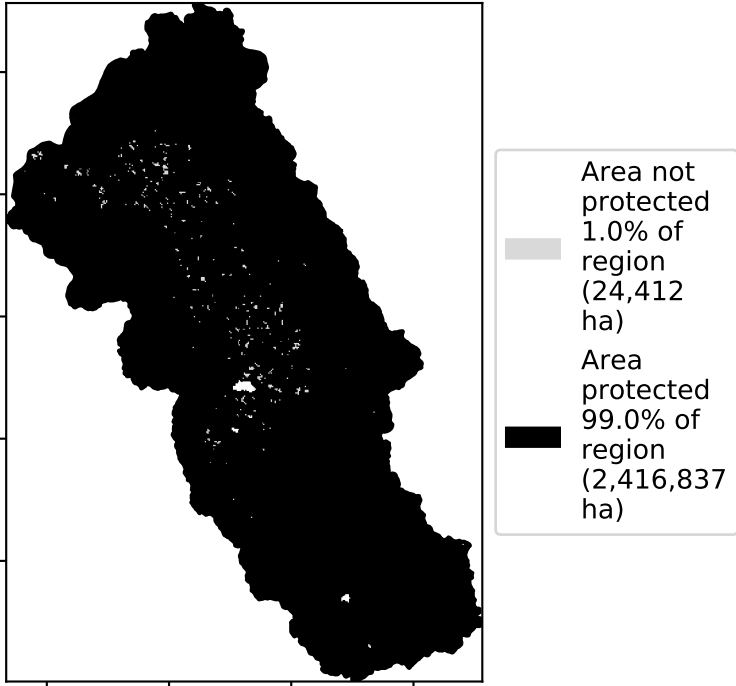 Area not
protected
1.0% of
region
(24,412
ha)
Area
protected
99.0% of
region
(2,416,837
ha)